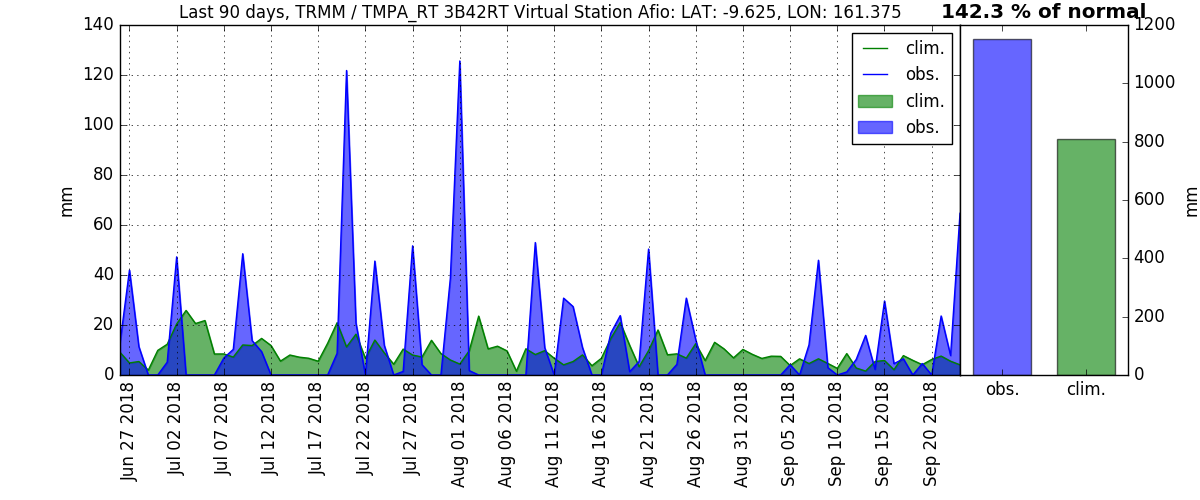 Last 90 days, TRMM / TMPA_RT 3B42RT Virtual Station Afio: LAT: -9.625, LON: 161.375
142.3 % of normal
140
120
100
80
60
40
20
0
mm
clim.
obs.
clim.
obs.
Jun 27 2018
Jul 02 2018
Jul 07 2018
Jul 12 2018
Jul 17 2018
Jul 22 2018
Jul 27 2018
Aug 01 2018
Aug 06 2018
Aug 11 2018
Aug 16 2018
Aug 21 2018
Aug 26 2018
Aug 31 2018
Sep 05 2018
Sep 10 2018
Sep 15 2018
Sep 20 2018
1200
1000
800
600
400
200
0
mm
obs.
clim.